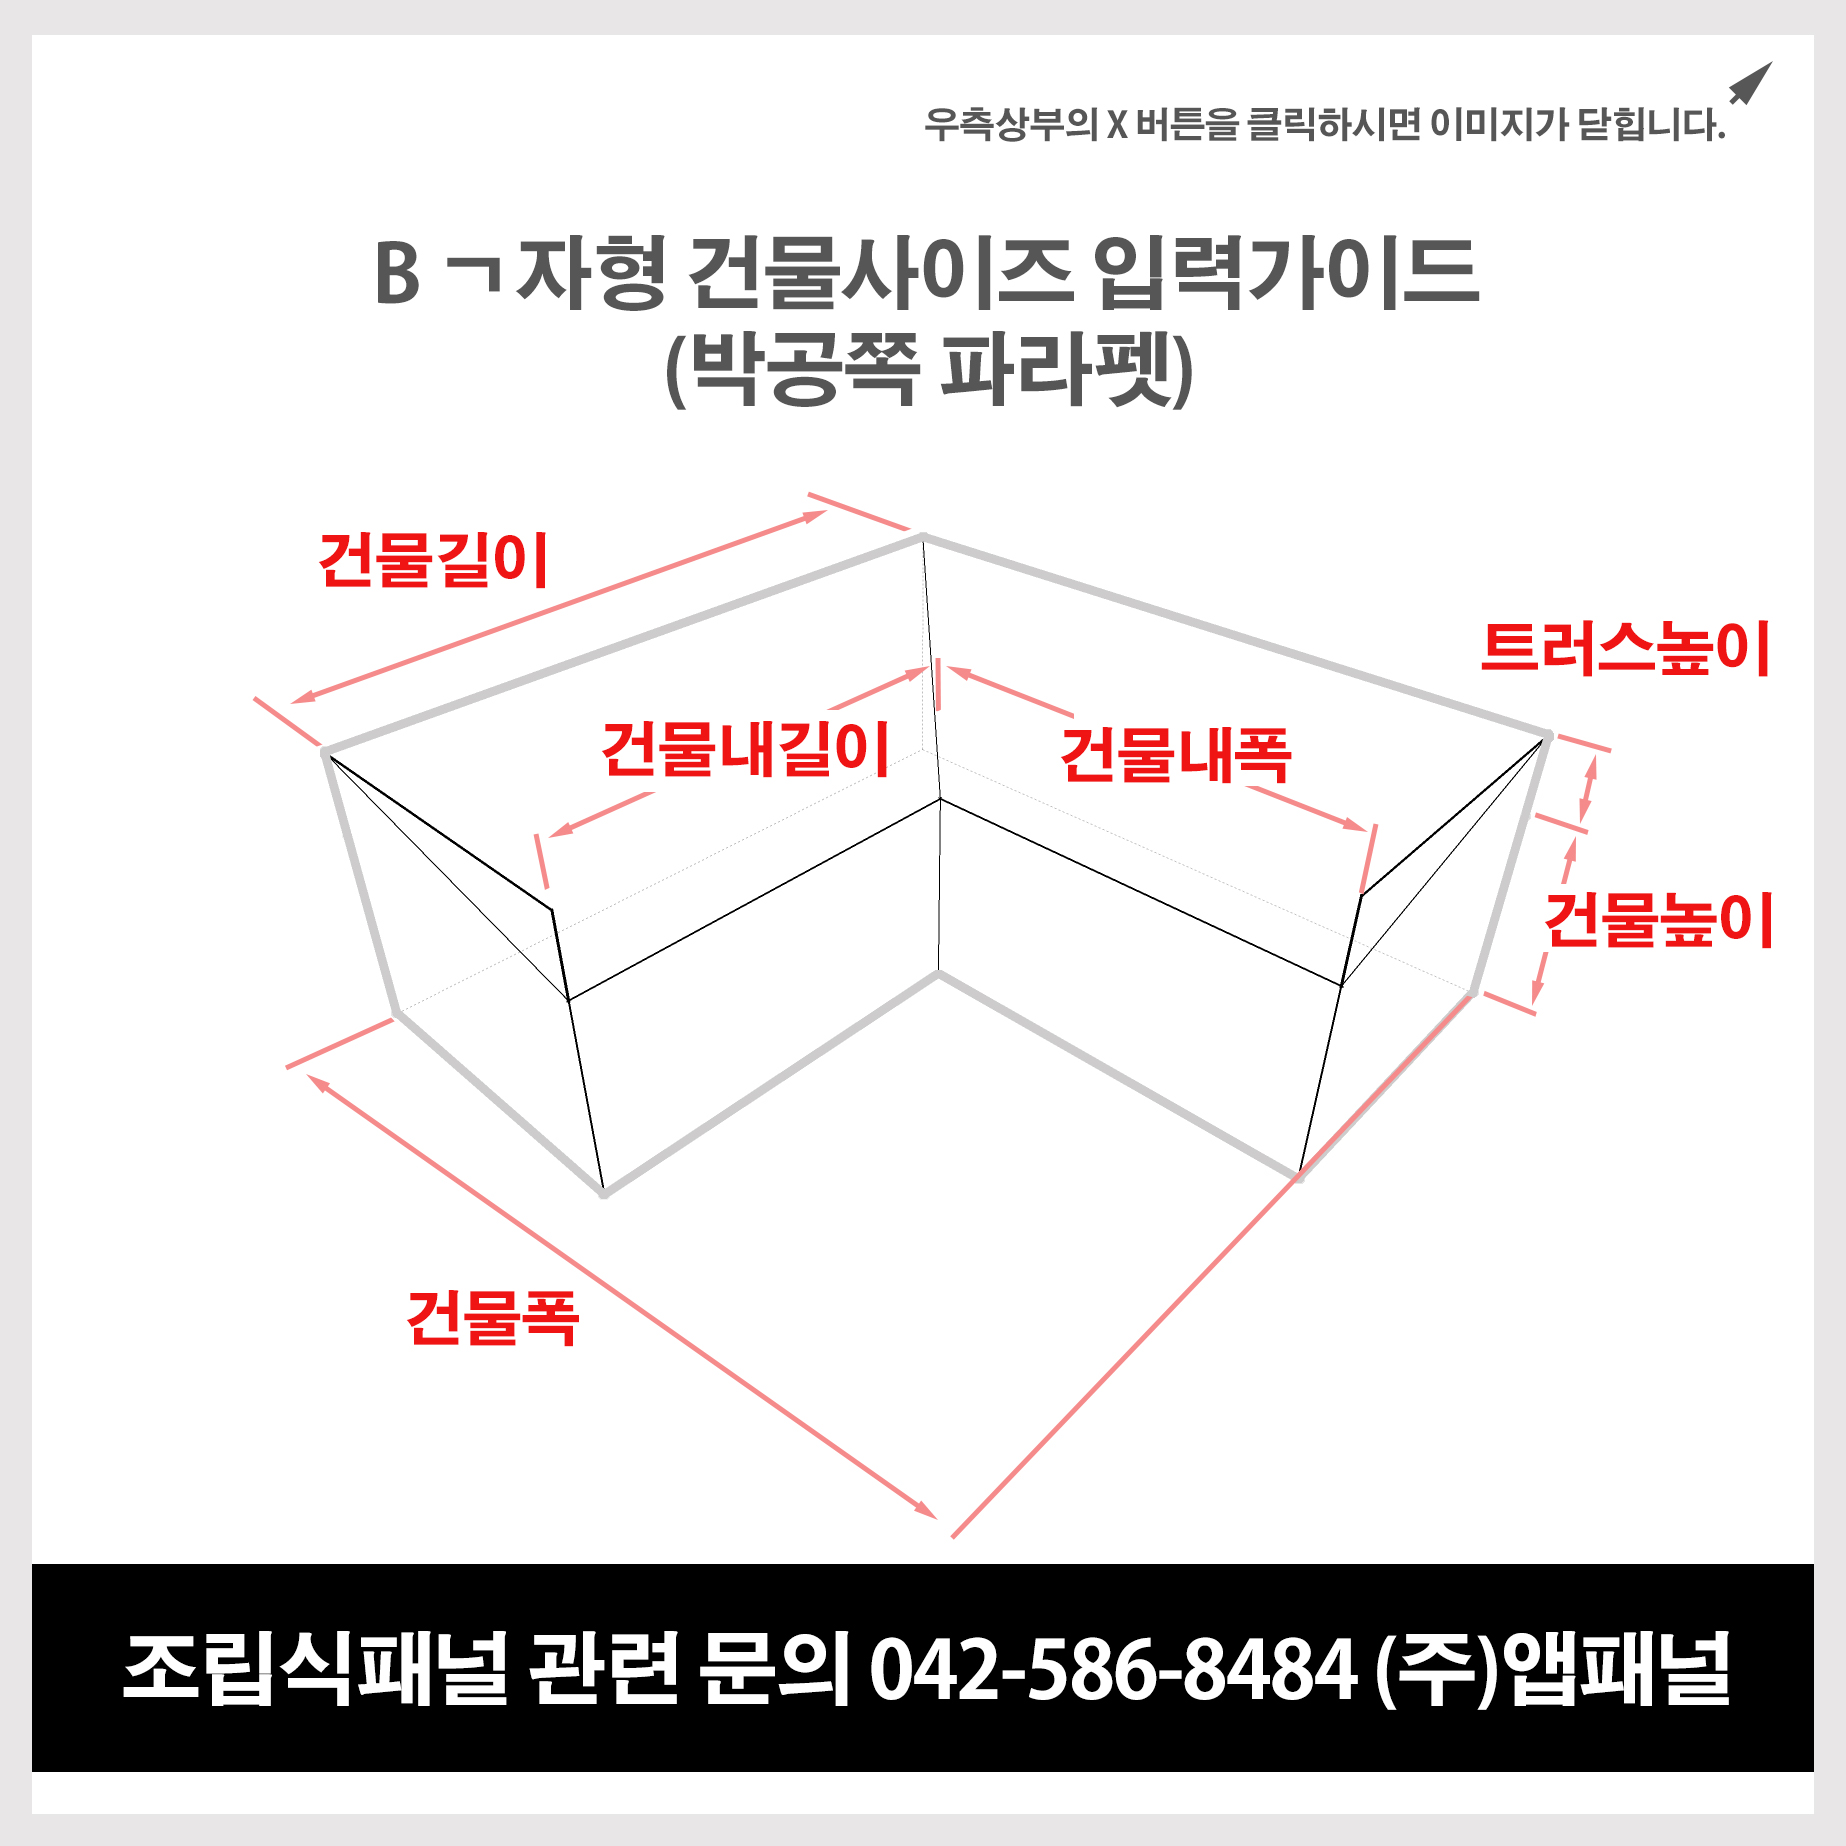 우측상부의 X 버튼을 클릭하시면 이미지가 닫힙니다.
B ㄱ자형 건물사이즈 입력가이드
(박공쪽 파라펫)
건물길이
트러스높이
건물내길이
건물내폭
건물높이
건물폭
조립식패널 관련 문의 042-586-8484 (주)앱패널